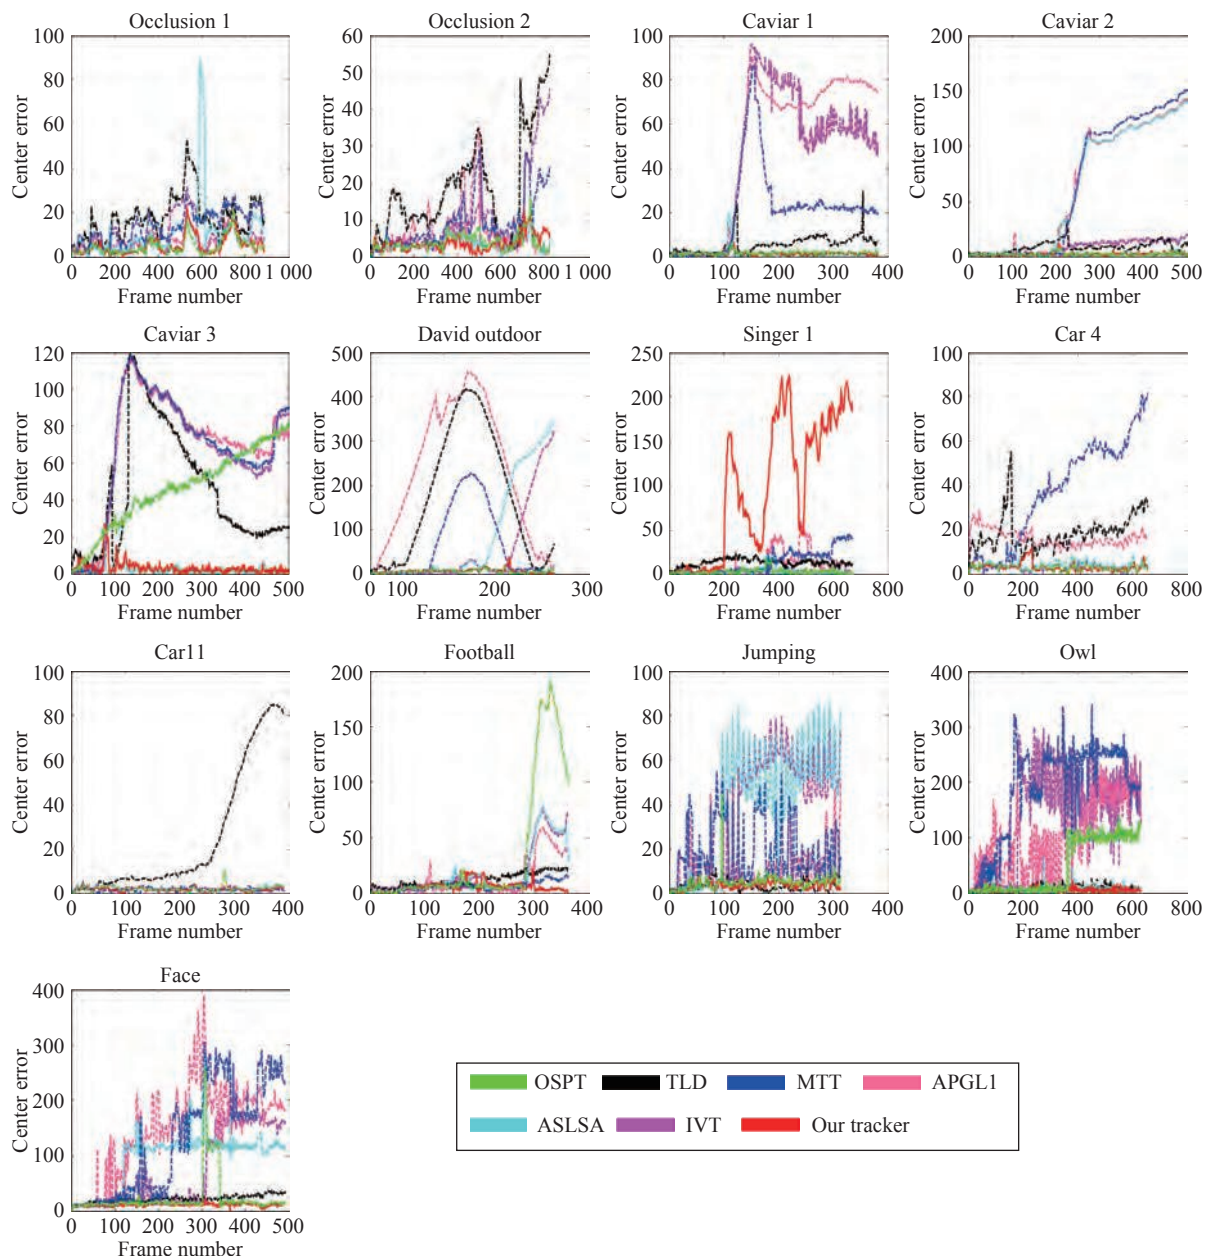 Occlusion 1
Occlusion 2
Caviar 1
Caviar 2
100
80
60
40
20
0
Center error
0 200 400 600 800 1 000
Frame number
60
50
40
30
20
10
0
Center error
0 200 400 600 800 1 000
Frame number
100
80
60
40
20
0
Center error
0 100 200 300 400
Frame number
200
150
100
50
0
Center error
0 100 200 300 400 500
Frame number
Caviar 3
David outdoor
Singer 1
Car 4
120
100
80
60
40
20
0
Center error
0 100 200 300 400 500
Frame number
500
400
300
200
100
0
Center error
0 100 200 300
Frame number
250
200
150
100
50
0
Center error
0 200 400 600 800
Frame number
100
80
60
40
20
0
Center error
0 200 400 600 800
Frame number
Car11
Football
Jumping
Owl
100
80
60
40
20
0
Center error
0 100 200 300 400
Frame number
200
150
100
50
0
Center error
0 100 200 300 400
Frame number
100
80
60
40
20
0
Center error
0 100 200 300 400
Frame number
400
300
200
100
0
Center error
0 200 400 600 800
Frame number
Face
400
300
200
100
0
Center error
0 100 200 300 400 500
Frame number
OSPT TLD MTT APGL1
ASLSA IVT Our tracker